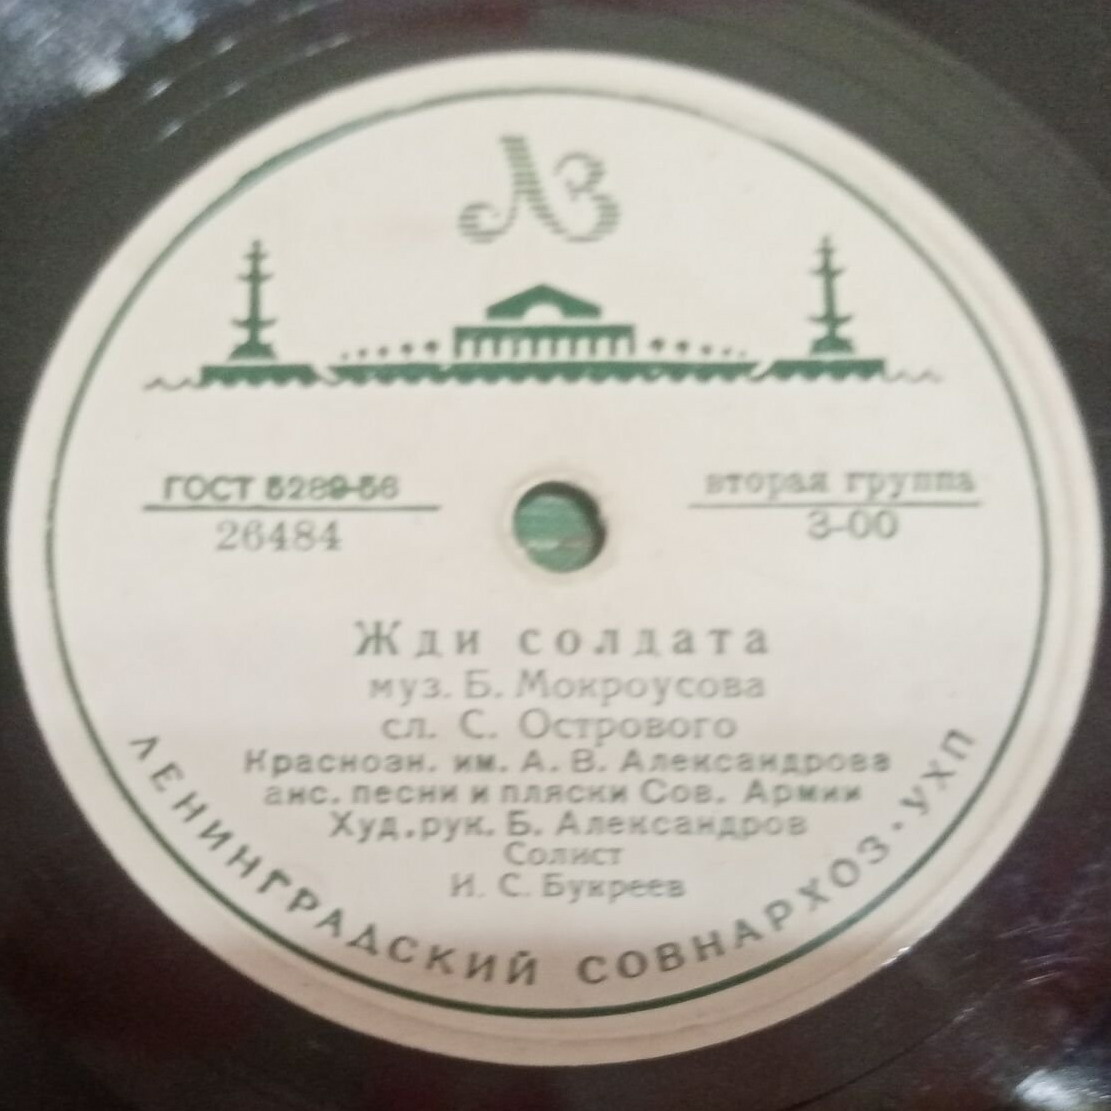 ЛЗ
ГОСТ 5289-56
26484
вторая группа
3-00
Жди солдата
муз. Б. Мокроусова
сл. С. Острового
Краснозн. им. А. В. Александрова
анс. песни и пляски Сов. Армии
Худ. рук. Б. Александров
Солист
И. С. Букреев
ЛЕНИНГРАДСКИЙ СОВНАРХОЗ · УХП